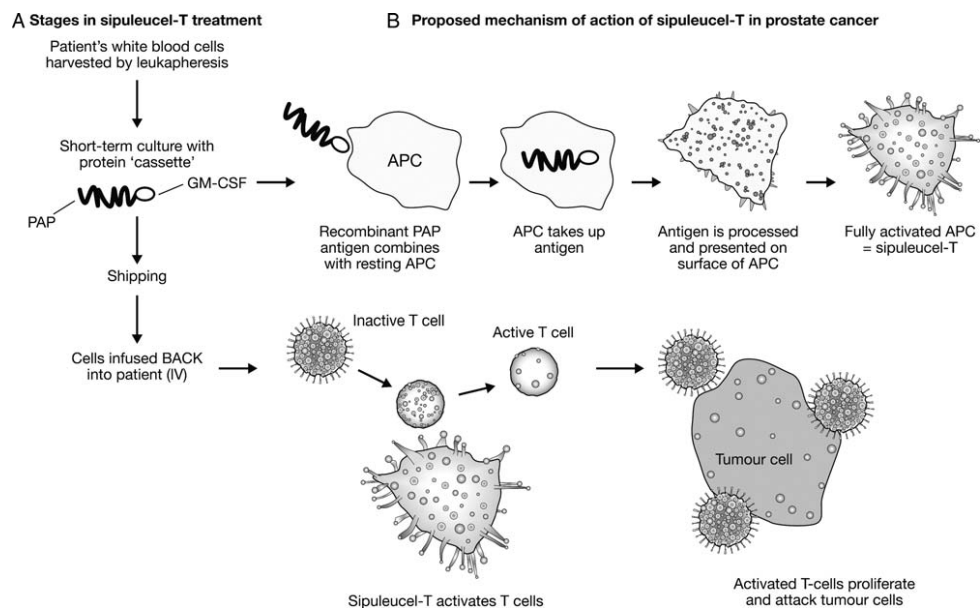 A Stages in sipuleucel-T treatment
B Proposed mechanism of action of sipuleucel-T in prostate cancer
Patient's white blood cells
harvested by leukapheresis
Short-term culture with
protein 'cassette'
GM-CSF
PAP
Shipping
Cells infused BACK
into patient (IV)
APC
Recombinant PAP
antigen combines
with resting APC
APC takes up
antigen
Antigen is processed
and presented on
surface of APC
Fully activated APC
= sipuleucel-T
Inactive T cell
Active T cell
Sipuleucel-T activates T cells
Tumour cell
Activated T-cells proliferate
and attack tumour cells